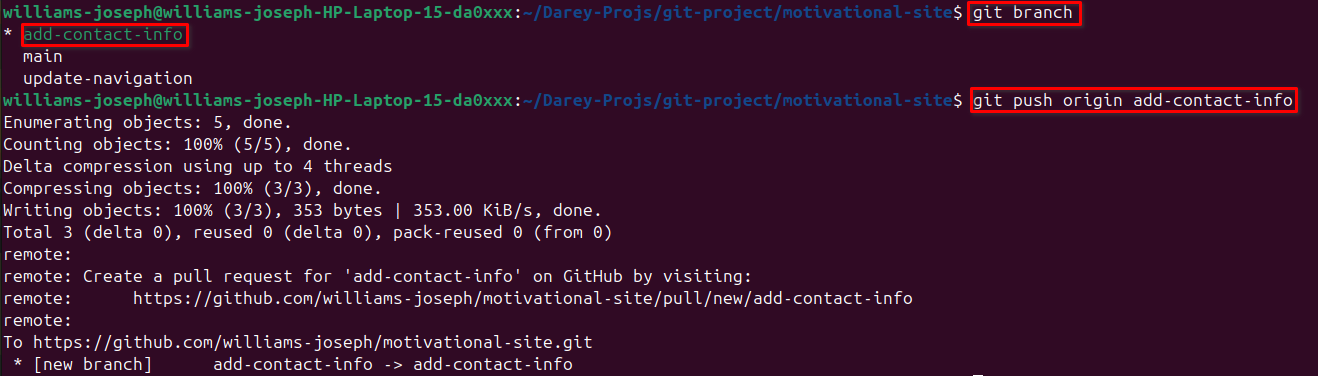 williams-joseph@williams-joseph-HP-Laptop-15-da0xxx:~/Darey-Projs/git-project/motivational-site$ git branch
* add-contact-info
  main
  update-navigation
williams-joseph@williams-joseph-HP-Laptop-15-da0xxx:~/Darey-Projs/git-project/motivational-site$ git push origin add-contact-info
Enumerating objects: 5, done.
Counting objects: 100% (5/5), done.
Delta compression using up to 4 threads
Compressing objects: 100% (3/3), done.
Writing objects: 100% (3/3), 353 bytes | 353.00 KiB/s, done.
Total 3 (delta 0), reused 0 (delta 0), pack-reused 0 (from 0)
remote:
remote: Create a pull request for 'add-contact-info' on GitHub by visiting:
remote:      https://github.com/williams-joseph/motivational-site/pull/new/add-contact-info
remote:
To https://github.com/williams-joseph/motivational-site.git
 * [new branch]      add-contact-info -> add-contact-info